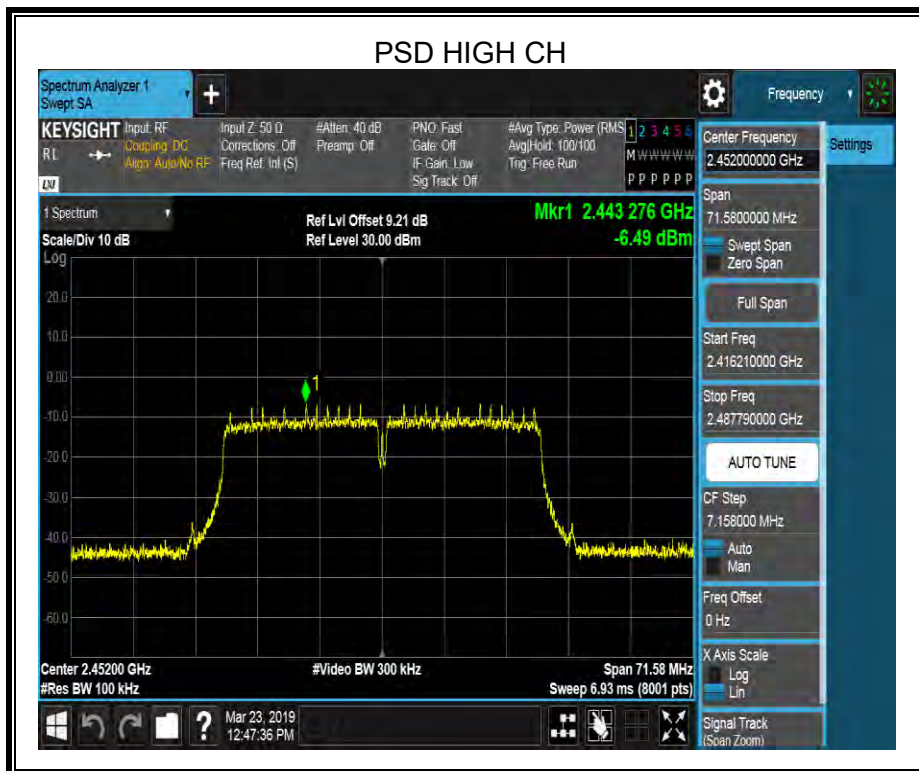 PSD HIGH CH
Spectrum Analyzer 1
Swept SA
+
Frequency
KEYSIGHT
RL
LXI
Input: RF
Coupling: DC
Align: Auto/No RF
Input Z: 50 Ω
Corrections: Off
Freq Ref: Int (S)
#Atten: 40 dB
Preamp: Off
PNO: Fast
Gate: Off
IF Gain: Low
Sig Track: Off
#Avg Type: Power (RMS
Avg|Hold: 100/100
Trig: Free Run
1 2 3 4 5 6
M W W W W W
P P P P P P
1 Spectrum
Scale/Div 10 dB
Ref Lvl Offset 9.21 dB
Ref Level 30.00 dBm
Mkr1 2.443 276 GHz
-6.49 dBm
Log
20.0
10.0
0.00
-10.0
-20.0
-30.0
-40.0
-50.0
-60.0
1
Center 2.45200 GHz
#Res BW 100 kHz
#Video BW 300 kHz
Span 71.58 MHz
Sweep 6.93 ms (8001 pts)
?
Mar 23, 2019
12:47:36 PM
Center Frequency
2.452000000 GHz
Settings
Span
71.5800000 MHz
Swept Span
Zero Span
Full Span
Start Freq
2.416210000 GHz
Stop Freq
2.487790000 GHz
AUTO TUNE
CF Step
7.158000 MHz
Auto
Man
Freq Offset
0 Hz
X Axis Scale
Log
Lin
Signal Track
(Span Zoom)